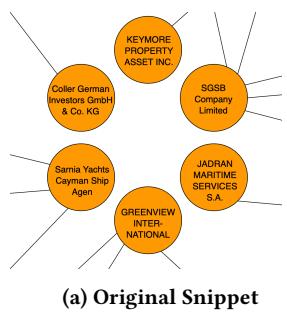 KEYMORE
PROPERTY
ASSET INC.
Coller German
Investors GmbH
& Co. KG
SGSB
Company
Limited
Sarnia Yachts
Cayman Ship
Agen
JADRAN
MARITIME
SERVICES
S.A.
GREENVIEW
INTER-
NATIONAL
(a) Original Snippet